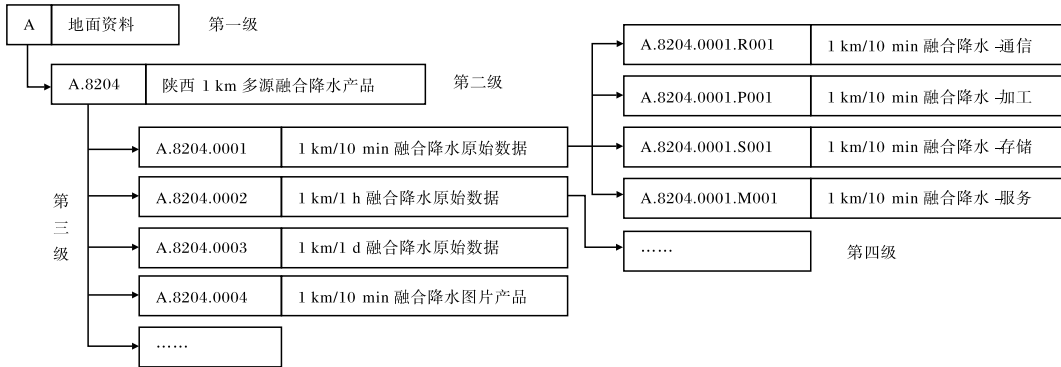 A 地面资料 第一级
A.8204 陕西 1 km 多源融合降水产品 第二级
第三级
A.8204.0001 1 km/10 min 融合降水原始数据
A.8204.0002 1 km/1 h 融合降水原始数据
A.8204.0003 1 km/1 d 融合降水原始数据
A.8204.0004 1 km/10 min 融合降水图片产品
……
A.8204.0001.R001 1 km/10 min 融合降水-通信
A.8204.0001.P001 1 km/10 min 融合降水-加工
A.8204.0001.S001 1 km/10 min 融合降水-存储
A.8204.0001.M001 1 km/10 min 融合降水-服务
…… 第四级